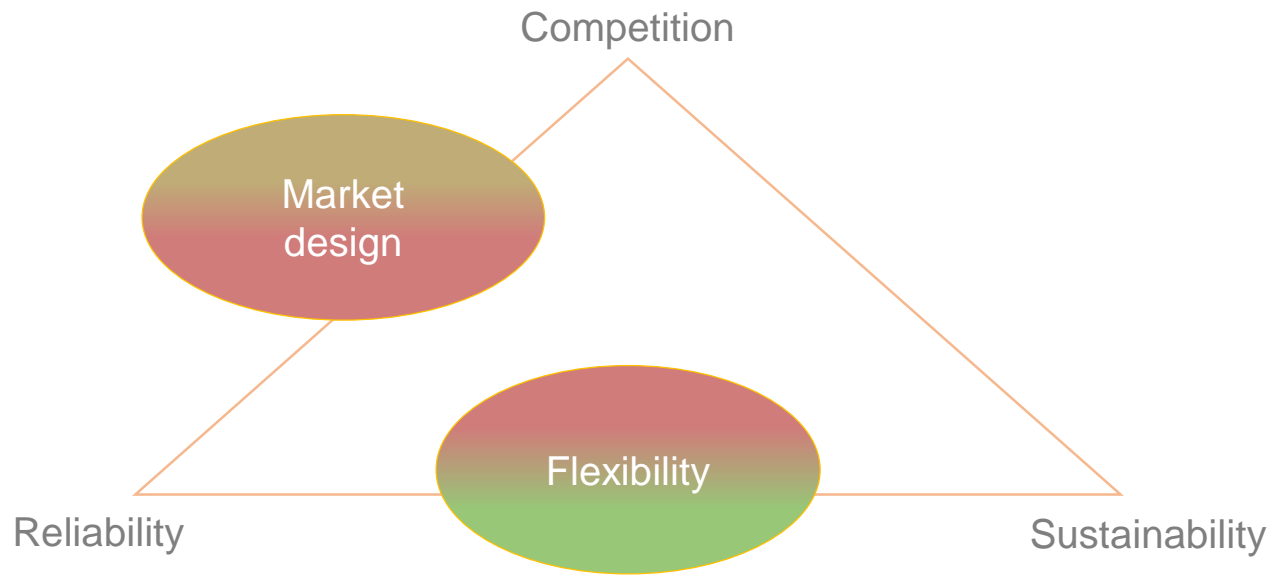 Competition
Market
design
Flexibility
Reliability
Sustainability